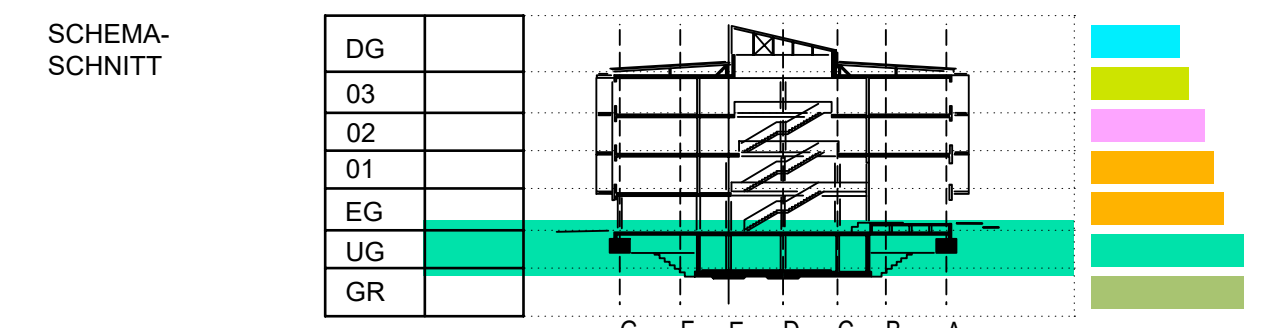 SCHEMA-
SCHNITT
DG
03
02
01
EG
UG
GR
G F E D C B A